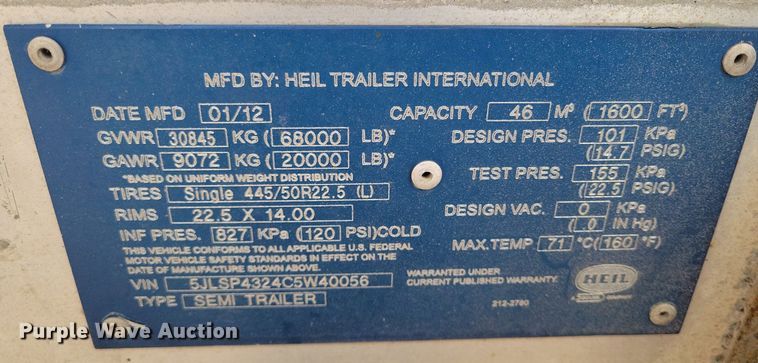 MFD BY: HEIL TRAILER INTERNATIONAL
DATE MFD 01/12 CAPACITY 46 M³ (1600 FT³)
GVWR 30845 KG (68000 LB)* DESIGN PRES. 101 KPa
(14.7 PSIG)
GAWR 9072 KG (20000 LB)*
*BASED ON UNIFORM WEIGHT DISTRIBUTION
TEST PRES. 155 KPa
(22.5 PSIG)
TIRES Single 445/50R22.5 (L)
RIMS 22.5 X 14.00
DESIGN VAC. 0 KPa
(0 IN Hg)
INF PRES. 827 KPa (120 PSI)COLD
MAX.TEMP 71 °C(160 °F)
THIS VEHICLE CONFORMS TO ALL APPLICABLE U.S. FEDERAL
MOTOR VEHICLE SAFETY STANDARDS IN EFFECT ON THE
DATE OF MANUFACTURE SHOWN ABOVE.
VIN 5JLSP4324C5W40056
TYPE SEMI TRAILER
WARRANTED UNDER
CURRENT PUBLISHED WARRANTY.
HEIL
212-2780
Purple Wave Auction